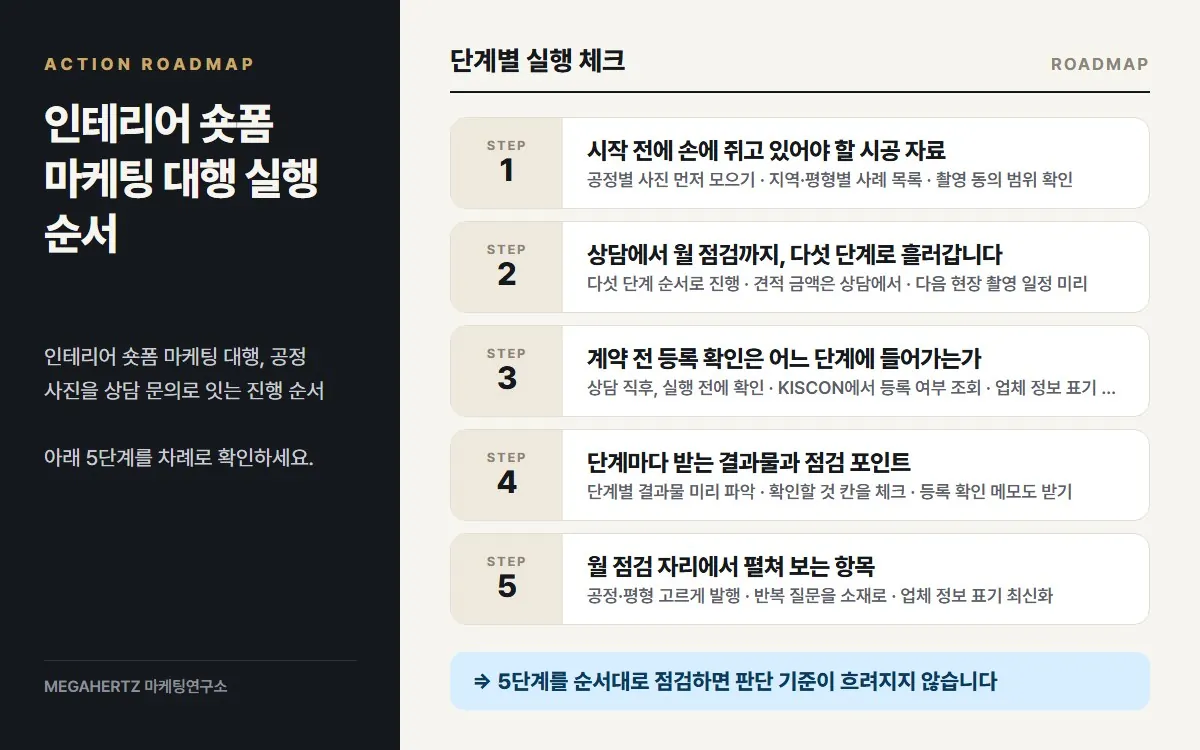 ACTION ROADMAP
인테리어 숏폼
마케팅 대행 실행
순서
인테리어 숏폼 마케팅 대행, 공정
사진을 상담 문의로 잇는 진행 순서
아래 5단계를 차례로 확인하세요.
MEGAHERTZ 마케팅연구소
단계별 실행 체크
ROADMAP
STEP
1
시작 전에 손에 쥐고 있어야 할 시공 자료
공정별 사진 먼저 모으기 · 지역·평형별 사례 목록 · 촬영 동의 범위 확인
STEP
2
상담에서 월 점검까지, 다섯 단계로 흘러갑니다
다섯 단계 순서로 진행 · 견적 금액은 상담에서 · 다음 현장 촬영 일정 미리
STEP
3
계약 전 등록 확인은 어느 단계에 들어가는가
상담 직후, 실행 전에 확인 · KISCON에서 등록 여부 조회 · 업체 정보 표기 ...
STEP
4
단계마다 받는 결과물과 점검 포인트
단계별 결과물 미리 파악 · 확인할 것 칸을 체크 · 등록 확인 메모도 받기
STEP
5
월 점검 자리에서 펼쳐 보는 항목
공정·평형 고르게 발행 · 반복 질문을 소재로 · 업체 정보 표기 최신화
→ 5단계를 순서대로 점검하면 판단 기준이 흐려지지 않습니다